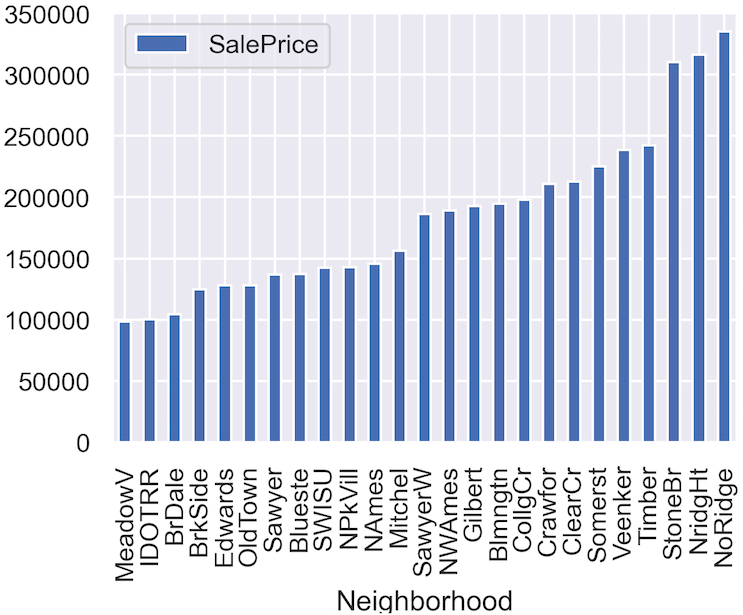 350000
300000
250000
200000
150000
100000
50000
0
SalePrice
MeadowV
IDOTRR
BrDale
BrkSide
Edwards
OldTown
Sawyer
Blueste
SWISU
NPkVill
NAmes
Mitchel
SawyerW
NWAmes
Gilbert
Blmngtn
CollgCr
Crawfor
ClearCr
Somerst
Veenker
Timber
StoneBr
NridgHt
NoRidge
Neighborhood